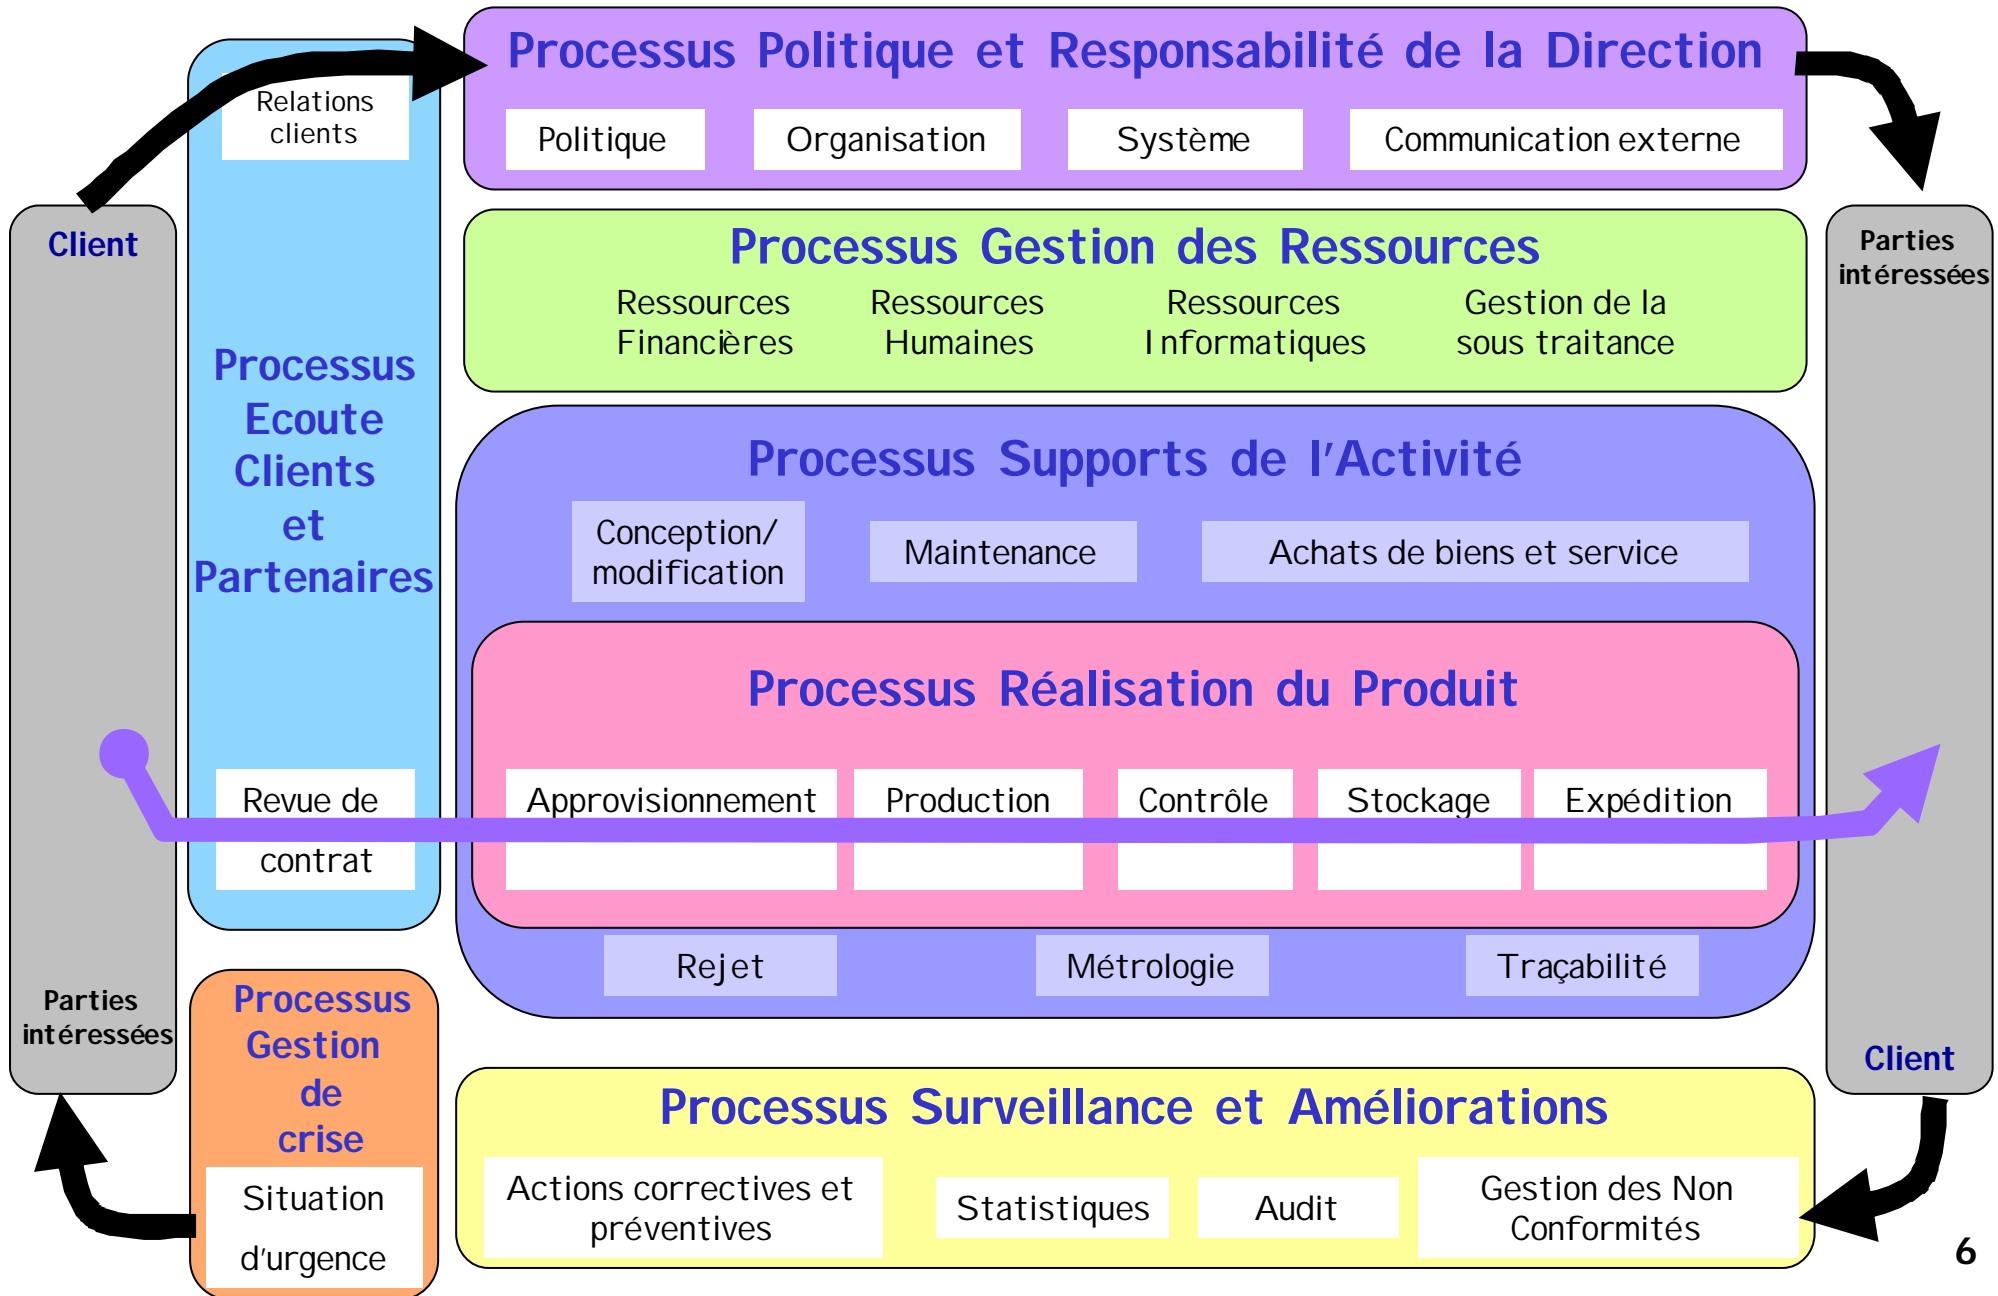 Processus Politique et Responsabilité de la Direction
Politique
Organisation
Système
Communication externe
Relations
clients
Processus
Ecoute
Clients
et
Partenaires
Revue de
contrat
Client
Parties
intéressées
Processus Gestion des Ressources
Ressources
Financières
Ressources
Humaines
Ressources
Informatiques
Gestion de la
sous traitance
Processus Supports de l'Activité
Conception/
modification
Maintenance
Achats de biens et service
Processus Réalisation du Produit
Approvisionnement
Production
Contrôle
Stockage
Expédition
Rejet
Métrologie
Traçabilité
Parties
intéressées
Client
Processus
Gestion
de
crise
Situation
d'urgence
Processus Surveillance et Améliorations
Actions correctives et
préventives
Statistiques
Audit
Gestion des Non
Conformités
6